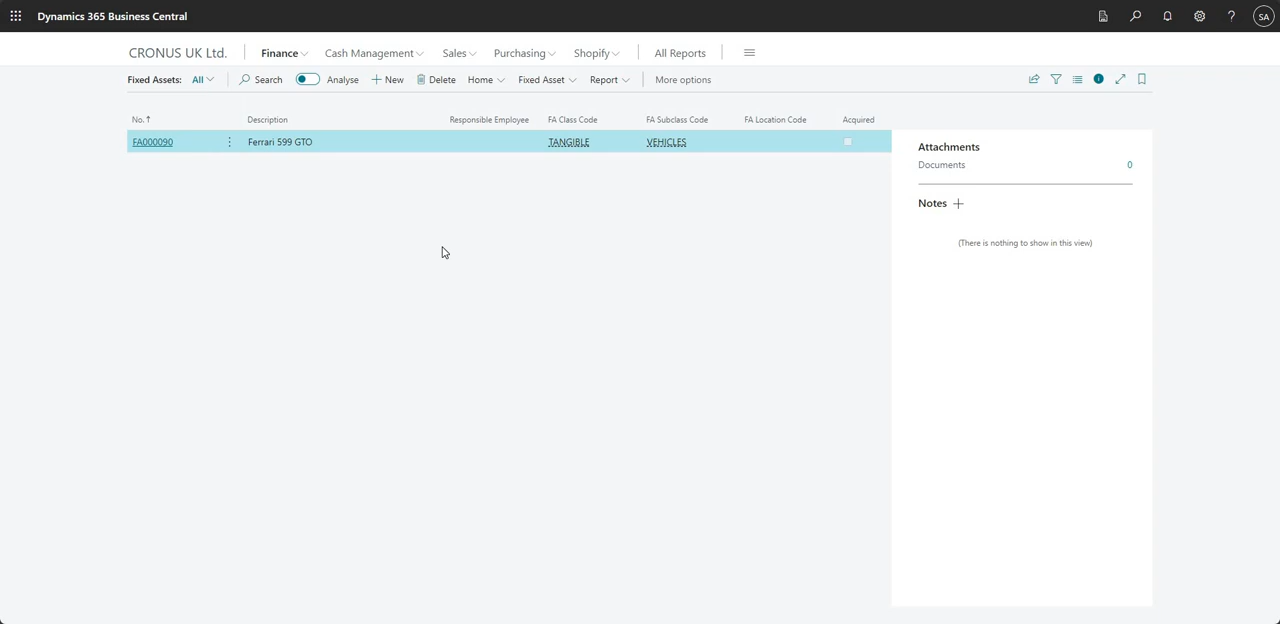 Dynamics 365 Business Central
SA
CRONUS UK Ltd. Finance Cash Management Sales Purchasing Shopify All Reports
Fixed Assets: All Search Analyse New Delete Home Fixed Asset Report More options
No. ↑ Description Responsible Employee FA Class Code FA Subclass Code FA Location Code Acquired
FA000090 Ferrari 599 GTO TANGIBLE VEHICLES
Attachments
Documents 0
Notes
(There is nothing to show in this view)